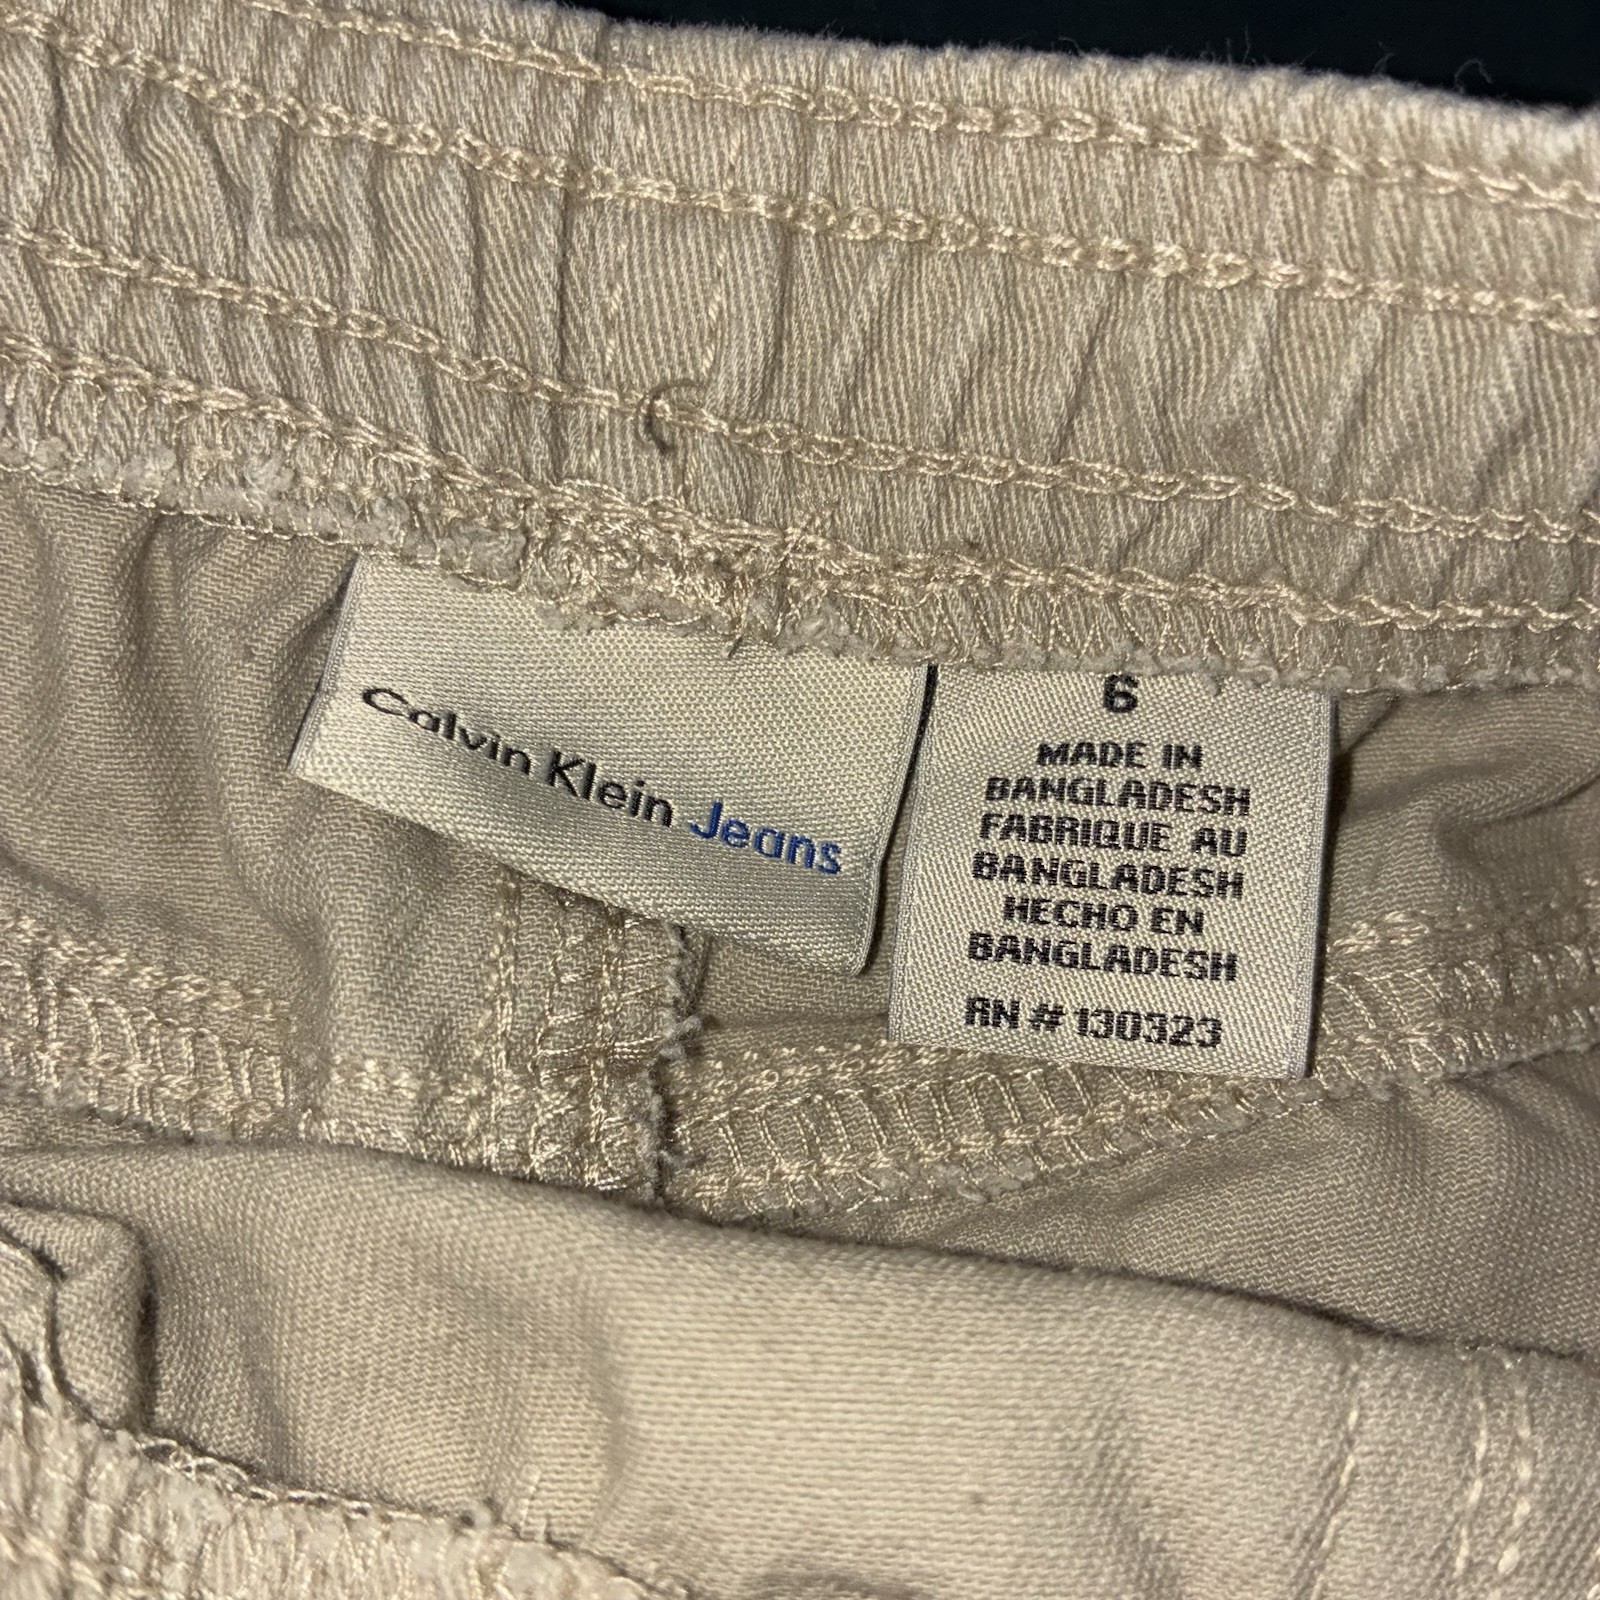 Calvin Klein Jeans
6
MADE IN
BANGLADESH
FABRIQUE AU
BANGLADESH
HECHO EN
BANGLADESH
RN # 130323